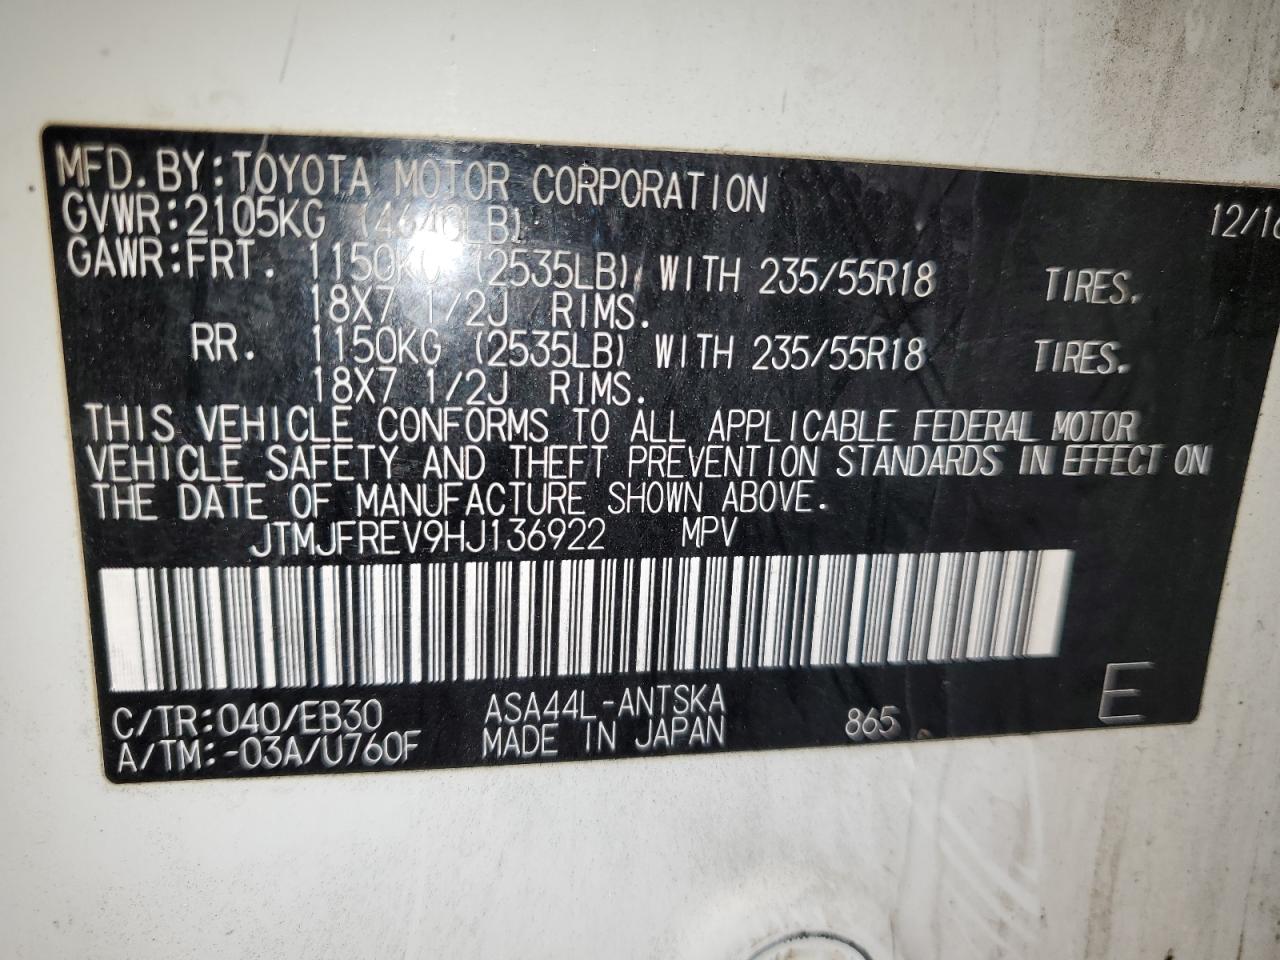 MFD.BY:TOYOTA MOTOR CORPORATION
GVWR:2105KG (4640LB) 12/16
GAWR:FRT. 1150KG (2535LB) WITH 235/55R18 TIRES.
18X7 1/2J RIMS.
RR. 1150KG (2535LB) WITH 235/55R18 TIRES.
18X7 1/2J RIMS.
THIS VEHICLE CONFORMS TO ALL APPLICABLE FEDERAL MOTOR
VEHICLE SAFETY AND THEFT PREVENTION STANDARDS IN EFFECT ON
THE DATE OF MANUFACTURE SHOWN ABOVE.
JTMJFREV9HJ136922 MPV
C/TR:040/EB30 ASA44L-ANTSKA 865 E
A/TM:-03A/U760F MADE IN JAPAN